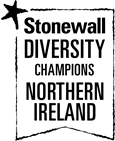 Stonewall
DIVERSITY
CHAMPIONS
NORTHERN
IRELAND